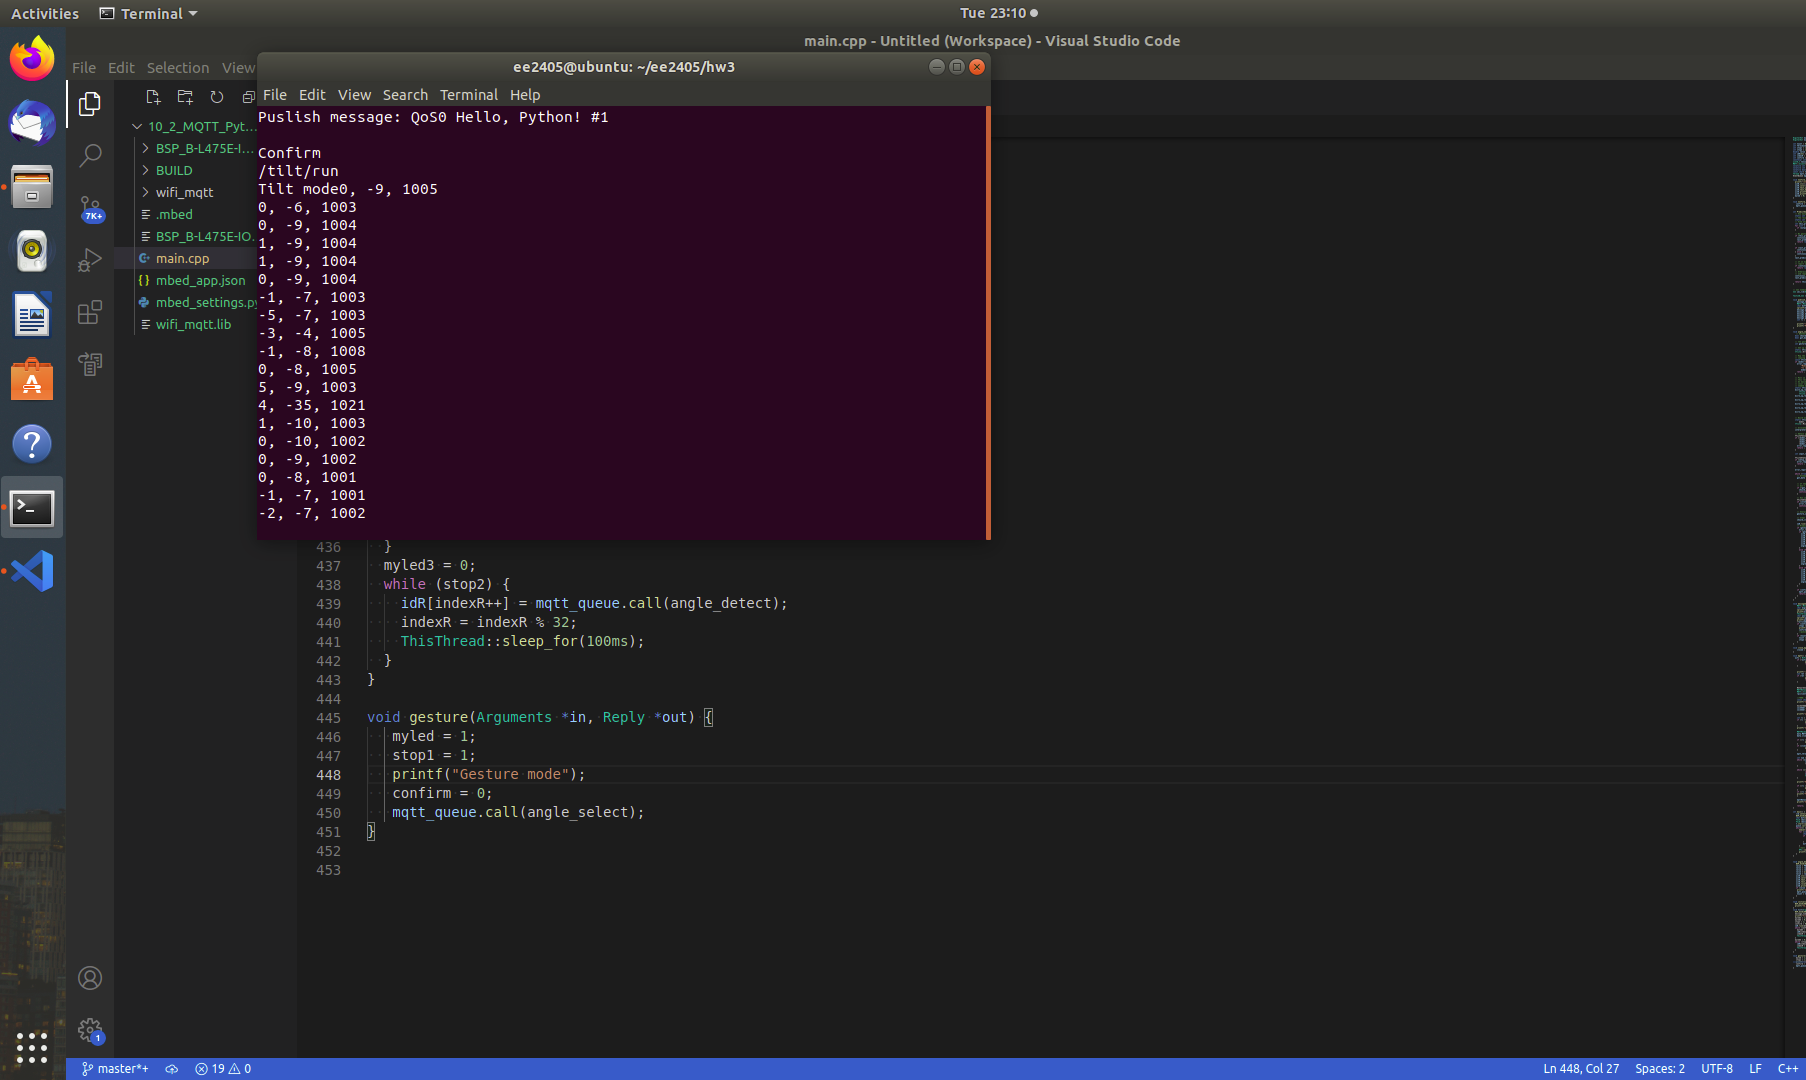 Activities Terminal Tue 23:10
main.cpp - Untitled (Workspace) - Visual Studio Code
File Edit Selection View
ee2405@ubuntu: ~/ee2405/hw3
File Edit View Search Terminal Help
10_2_MQTT_Pyt...
BSP_B-L475E-I...
BUILD
wifi_mqtt
.mbed
BSP_B-L475E-IO.
main.cpp
mbed_app.json
mbed_settings.py
wifi_mqtt.lib
7K+
Puslish message: QoS0 Hello, Python! #1
Confirm
/tilt/run
Tilt mode0, -9, 1005
0, -6, 1003
0, -9, 1004
1, -9, 1004
1, -9, 1004
0, -9, 1004
-1, -7, 1003
-5, -7, 1003
-3, -4, 1005
-1, -8, 1008
0, -8, 1005
5, -9, 1003
4, -35, 1021
1, -10, 1003
0, -10, 1002
0, -9, 1002
0, -8, 1001
-1, -7, 1001
-2, -7, 1002
436 }
437 myled3 = 0;
438 while (stop2) {
439 idR[indexR++] = mqtt_queue.call(angle_detect);
440 indexR = indexR % 32;
441 ThisThread::sleep_for(100ms);
442 }
443 }
444
445 void gesture(Arguments *in, Reply *out) {
446 myled = 1;
447 stop1 = 1;
448 printf("Gesture mode");
449 confirm = 0;
450 mqtt_queue.call(angle_select);
451 }
452
453
1
master*+ 19 0 Ln 448, Col 27 Spaces: 2 UTF-8 LF C++